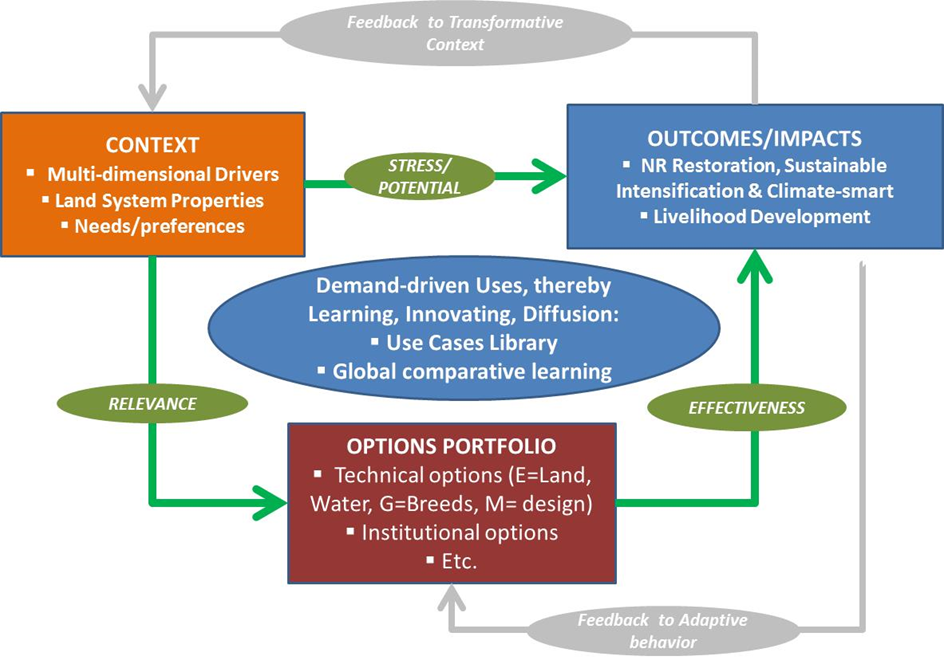 Feedback to Transformative
Context
CONTEXT
▪ Multi-dimensional Drivers
▪ Land System Properties
▪ Needs/preferences
STRESS/
POTENTIAL
OUTCOMES/IMPACTS
▪ NR Restoration, Sustainable
Intensification & Climate-smart
▪ Livelihood Development
Demand-driven Uses, thereby
Learning, Innovating, Diffusion:
▪ Use Cases Library
▪ Global comparative learning
RELEVANCE
EFFECTIVENESS
OPTIONS PORTFOLIO
▪ Technical options (E=Land,
Water, G=Breeds, M= design)
▪ Institutional options
▪ Etc.
Feedback to Adaptive
behavior